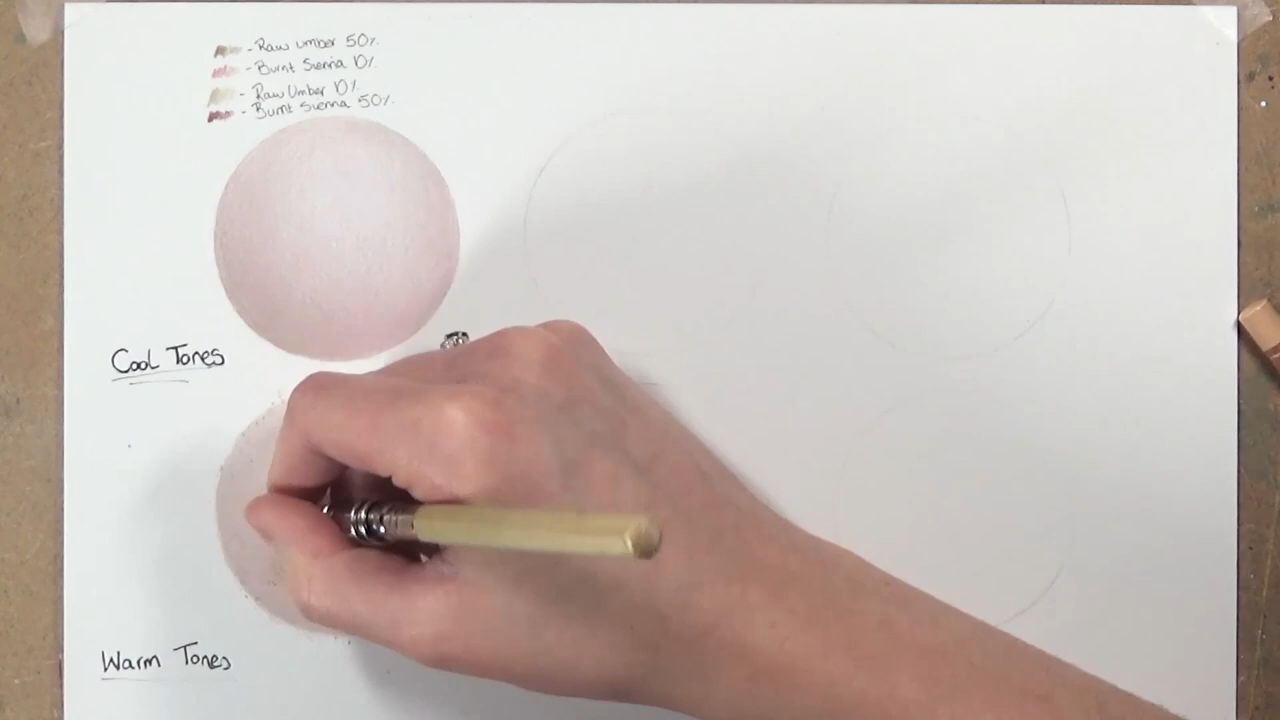 - Raw umber 50%.
- Burnt Sienna 10%.
- Raw Umber 10%.
- Burnt Sienna 50%.
Cool Tones
Warm Tones